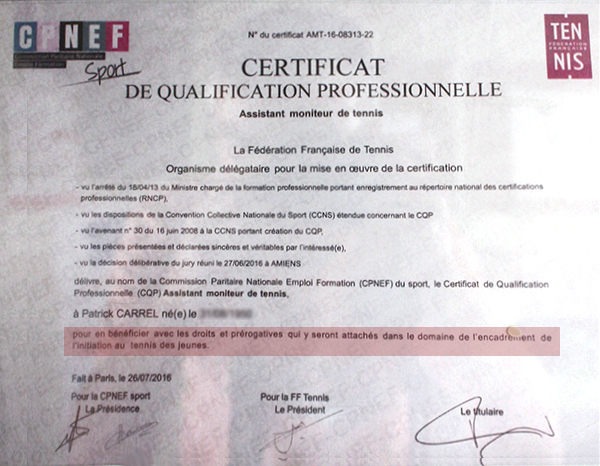 CPNEF
Commission Paritaire Nationale
Emploi Formation
Sport
N° du certificat AMT-16-08313-22
TEN
FÉDÉRATION
FRANÇAISE
NIS
CERTIFICAT
DE QUALIFICATION PROFESSIONNELLE
Assistant moniteur de tennis
La Fédération Française de Tennis
Organisme délégataire pour la mise en œuvre de la certification
- vu l'arrêté du 18/04/13 du Ministre chargé de la formation professionnelle portant enregistrement au répertoire national des certifications
professionnelles (RNCP),
- vu les dispositions de la Convention Collective Nationale du Sport (CCNS) étendue concernant le CQP
- vu l'avenant n° 30 du 16 juin 2008 à la CCNS portant création du CQP,
- vu les pièces présentées et déclarées sincères et véritables par l'intéressé(e),
- vu la décision délibérative du jury réuni le 27/06/2016 à AMIENS
délivre, au nom de la Commission Paritaire Nationale Emploi Formation (CPNEF) du sport, le Certificat de Qualification
Professionnelle (CQP) Assistant moniteur de tennis,
à Patrick CARREL né(e) le
pour en bénéficier avec les droits et prérogatives qui y seront attachés dans le domaine de l'encadrement de
l'initiation au tennis des jeunes.
Fait à Paris, le 26/07/2016
Pour la CPNEF sport
La Présidence
Pour la FF Tennis
Le Président
Le titulaire